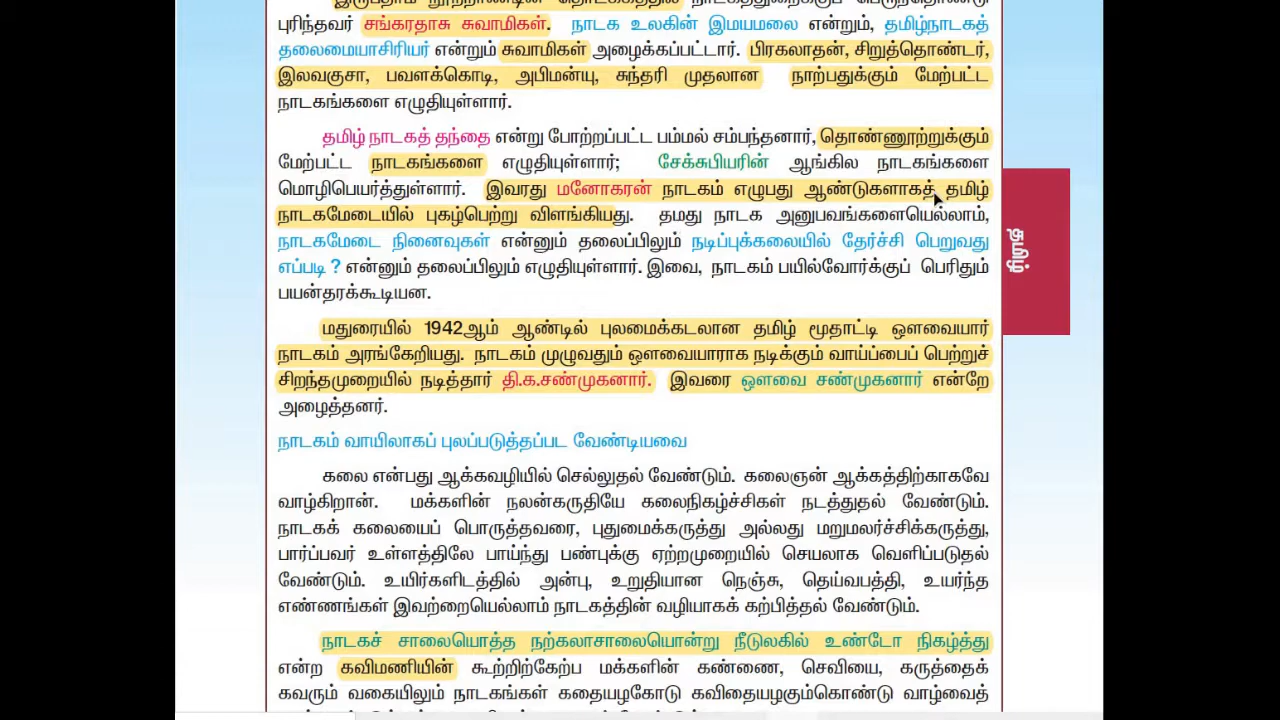 இருபதாம் நூற்றாண்டின் தொடக்கத்தில் நாடகத்துறைக்குப் பெருந்தொண்டு
புரிந்தவர் சங்கரதாசு சுவாமிகள். நாடக உலகின் இமயமலை என்றும், தமிழ்நாடகத்
தலைமையாசிரியர் என்றும் சுவாமிகள் அழைக்கப்பட்டார். பிரகலாதன், சிறுத்தொண்டர்,
இலவகுசா, பவளக்கொடி, அபிமன்யு, சுந்தரி முதலான நாற்பதுக்கும் மேற்பட்ட
நாடகங்களை எழுதியுள்ளார்.
தமிழ் நாடகத் தந்தை என்று போற்றப்பட்ட பம்மல் சம்பந்தனார், தொண்ணூற்றுக்கும்
மேற்பட்ட நாடகங்களை எழுதியுள்ளார்; சேக்சுபியரின் ஆங்கில நாடகங்களை
மொழிபெயர்த்துள்ளார். இவரது மனோகரன் நாடகம் எழுபது ஆண்டுகளாகத் தமிழ்
நாடகமேடையில் புகழ்பெற்று விளங்கியது. தமது நாடக அனுபவங்களையெல்லாம்,
நாடகமேடை நினைவுகள் என்னும் தலைப்பிலும் நடிப்புக்கலையில் தேர்ச்சி பெறுவது
எப்படி ? என்னும் தலைப்பிலும் எழுதியுள்ளார். இவை, நாடகம் பயில்வோர்க்குப் பெரிதும்
பயன்தரக்கூடியன.
தமிழ்
மதுரையில் 1942ஆம் ஆண்டில் புலமைக்கடலான தமிழ் மூதாட்டி ஔவையார்
நாடகம் அரங்கேறியது. நாடகம் முழுவதும் ஔவையாராக நடிக்கும் வாய்ப்பைப் பெற்றுச்
சிறந்தமுறையில் நடித்தார் தி.க.சண்முகனார். இவரை ஔவை சண்முகனார் என்றே
அழைத்தனர்.
நாடகம் வாயிலாகப் புலப்படுத்தப்பட வேண்டியவை
கலை என்பது ஆக்கவழியில் செல்லுதல் வேண்டும். கலைஞன் ஆக்கத்திற்காகவே
வாழ்கிறான். மக்களின் நலன்கருதியே கலைநிகழ்ச்சிகள் நடத்துதல் வேண்டும்.
நாடகக் கலையைப் பொருத்தவரை, புதுமைக்கருத்து அல்லது மறுமலர்ச்சிக்கருத்து,
பார்ப்பவர் உள்ளத்திலே பாய்ந்து பண்புக்கு ஏற்றமுறையில் செயலாக வெளிப்படுதல்
வேண்டும். உயிர்களிடத்தில் அன்பு, உறுதியான நெஞ்சு, தெய்வபத்தி, உயர்ந்த
எண்ணங்கள் இவற்றையெல்லாம் நாடகத்தின் வழியாகக் கற்பித்தல் வேண்டும்.
நாடகச் சாலையொத்த நற்கலாசாலையொன்று நீடுலகில் உண்டோ நிகழ்த்து
என்ற கவிமணியின் கூற்றிற்கேற்ப மக்களின் கண்ணை, செவியை, கருத்தைக்
கவரும் வகையிலும் நாடகங்கள் கதையழகோடு கவிதையழகும்கொண்டு வாழ்வைத்